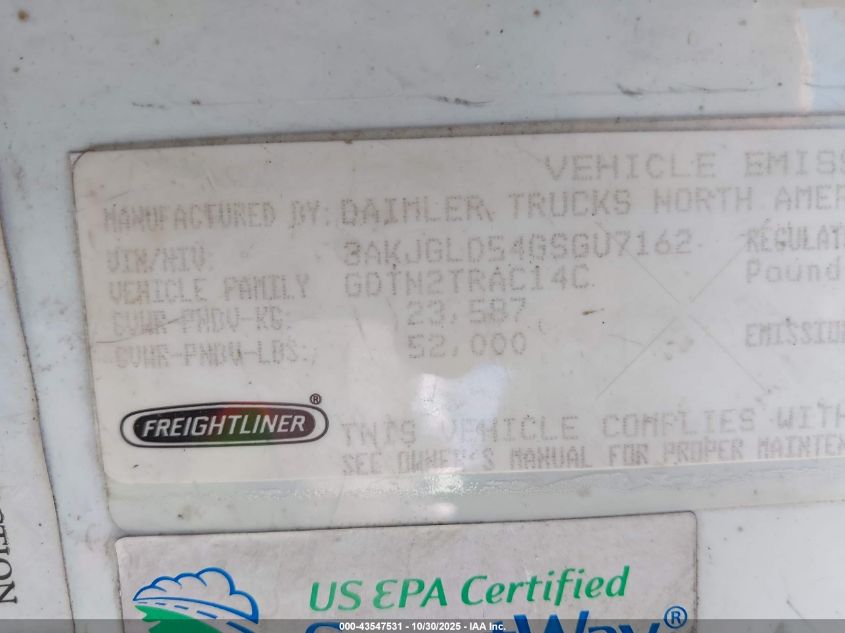 VEHICLE EMISS
MANUFACTURED BY: DAIMLER TRUCKS NORTH AMER
VIN/NIV: 3AKJGLD54GSGU7162 REGULAT
VEHICLE FAMILY GDTN2TRAC14C Pound
GVWR-PNBV-KG: 23,587
GVWR-PNBV-LBS: 52,000 EMISSION
FREIGHTLINER®
THIS VEHICLE COMPLIES WITH
SEE OWNER'S MANUAL FOR PROPER MAINTEN
TION
US EPA Certified
SmartWay®
000-43547531 - 10/30/2025 - IAA Inc.